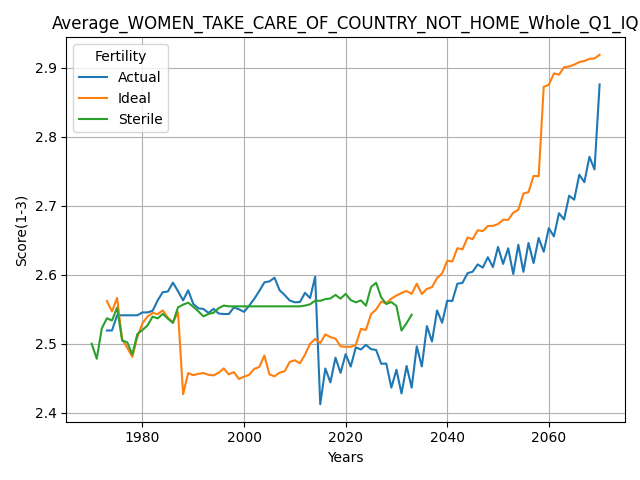 Average_WOMEN_TAKE_CARE_OF_COUNTRY_NOT_HOME_Whole_Q1_IQ
Fertility
Actual
Ideal
Sterile
Score(1-3)
2.9
2.8
2.7
2.6
2.5
2.4
1980 2000 2020 2040 2060
Years